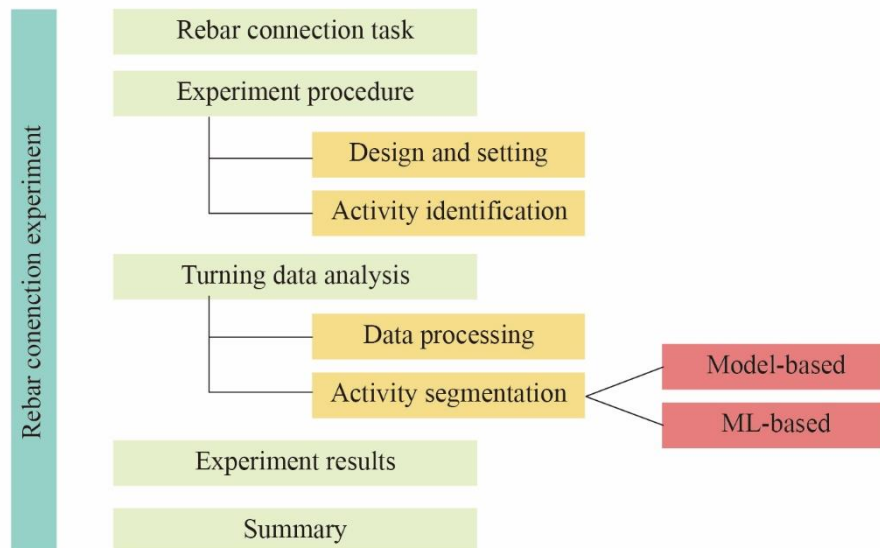 Rebar conenction experiment
Rebar connection task
Experiment procedure
Design and setting
Activity identification
Turning data analysis
Data processing
Activity segmentation
Model-based
ML-based
Experiment results
Summary